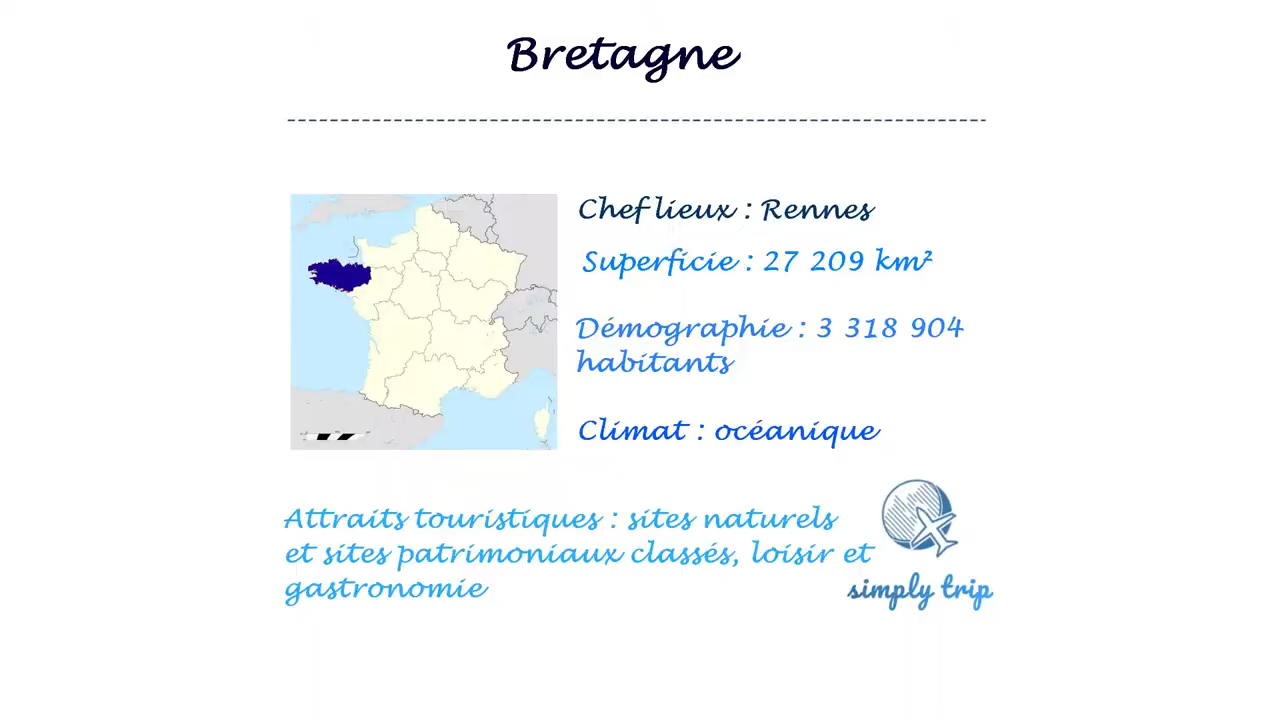 Bretagne
Chef lieux : Rennes
Superficie : 27 209 km²
Démographie : 3 318 904
habitants
Climat : océanique
Attraits touristiques : sites naturels
et sites patrimoniaux classés, loisir et
gastronomie
simply trip